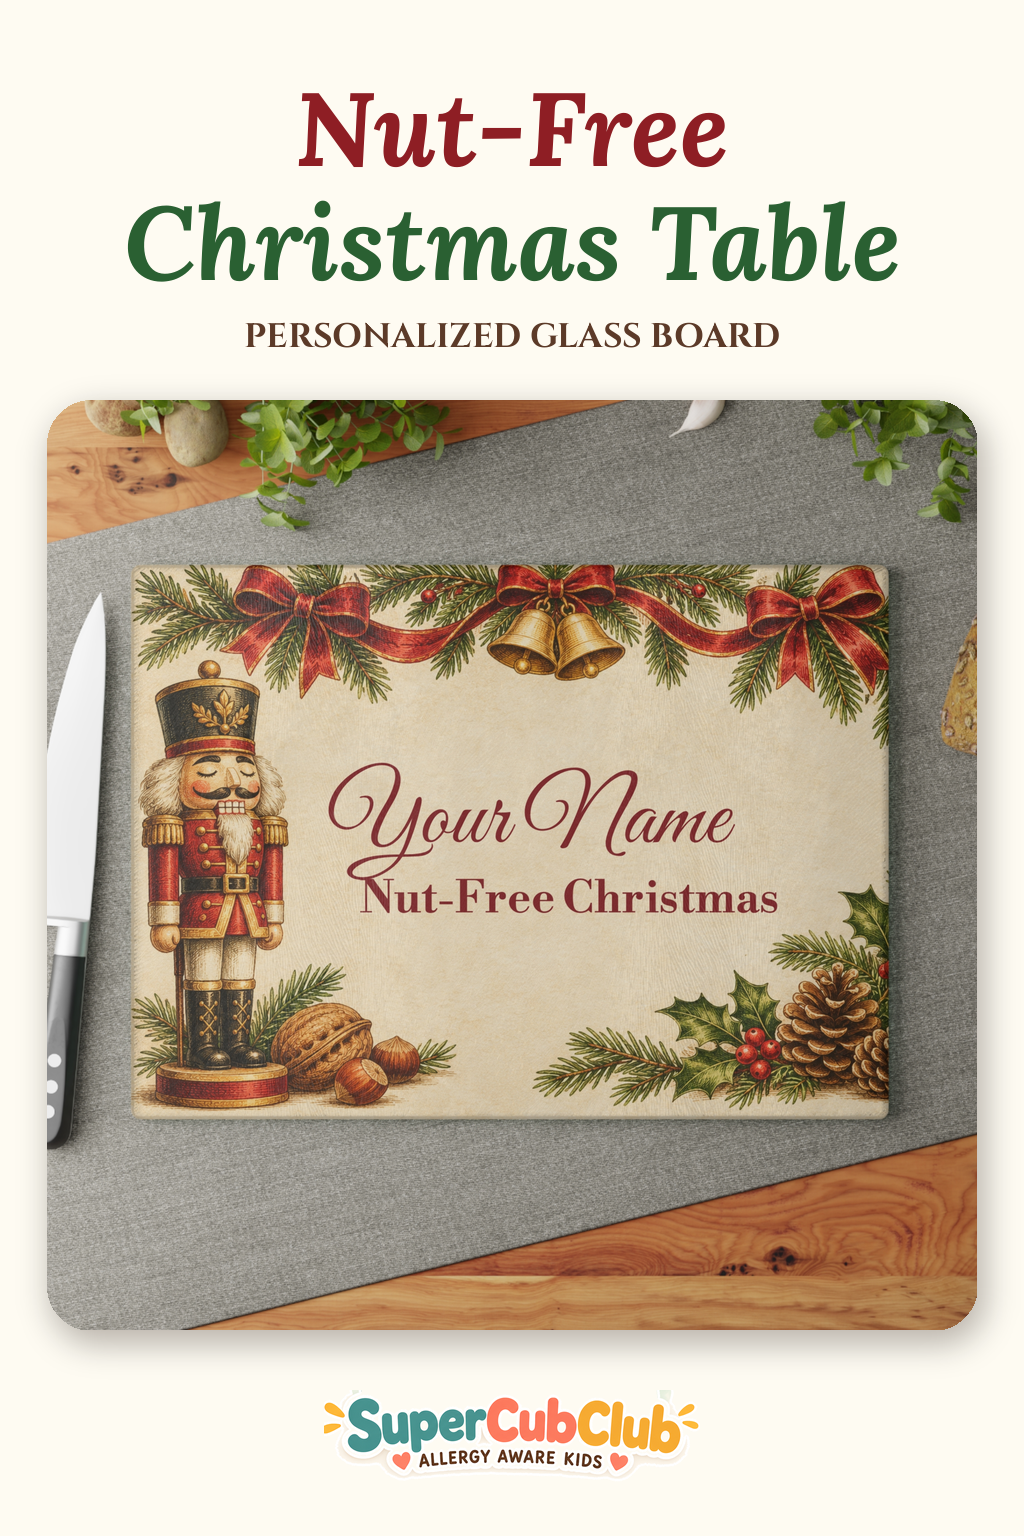 Nut-Free
Christmas Table
PERSONALIZED GLASS BOARD
Your Name
Nut-Free Christmas
SuperCubClub
ALLERGY AWARE KIDS